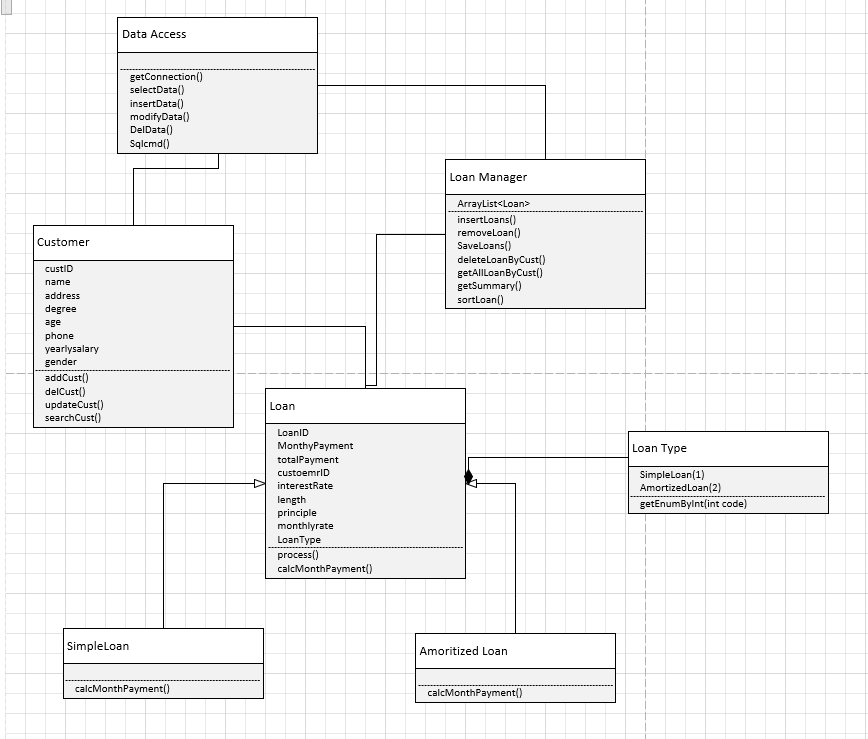 Data Access
getConnection()
selectData()
insertData()
modifyData()
DelData()
Sqlcmd()
Loan Manager
ArrayList<Loan>
insertLoans()
removeLoan()
SaveLoans()
deleteLoanByCust()
getAllLoanByCust()
getSummary()
sortLoan()
Customer
custID
name
address
degree
age
phone
yearlysalary
gender
addCust()
delCust()
updateCust()
searchCust()
Loan
LoanID
MonthyPayment
totalPayment
custoemrID
interestRate
length
principle
monthlyrate
LoanType
process()
calcMonthPayment()
Loan Type
SimpleLoan(1)
AmortizedLoan(2)
getEnumByInt(int code)
SimpleLoan
calcMonthPayment()
Amoritized Loan
calcMonthPayment()